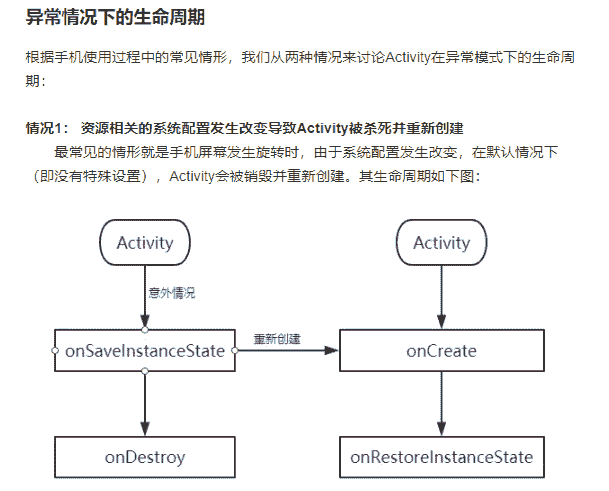 异常情况下的生命周期
根据手机使用过程中的常见情形，我们从两种情况来讨论Activity在异常模式下的生命周
期：
情况1： 资源相关的系统配置发生改变导致Activity被杀死并重新创建
最常见的情形就是手机屏幕发生旋转时，由于系统配置发生改变，在默认情况下
（即没有特殊设置），Activity会被销毁并重新创建。其生命周期如下图：
Activity
Activity
意外情况
onSaveInstanceState
重新创建
onCreate
onDestroy
onRestoreInstanceState